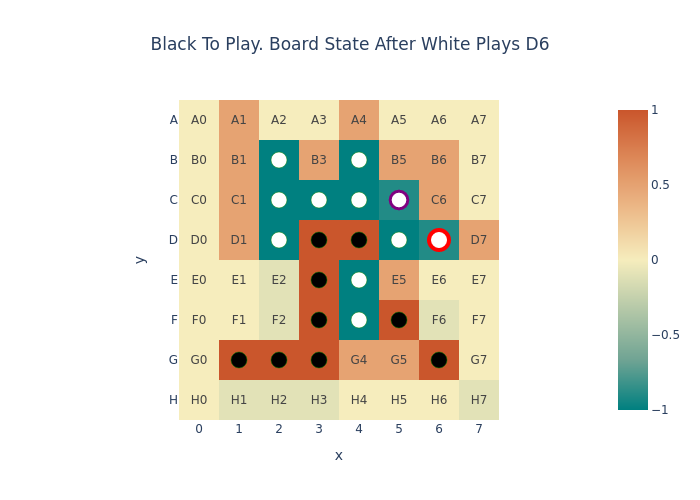 Black To Play. Board State After White Plays D6
A A0 A1 A2 A3 A4 A5 A6 A7
B B0 B1 B3 B5 B6 B7
C C0 C1 C6 C7
D D0 D1 D7
E E0 E1 E2 E5 E6 E7
F F0 F1 F2 F6 F7
G G0 G4 G5 G7
H H0 H1 H2 H3 H4 H5 H6 H7
0 1 2 3 4 5 6 7
x
y
1
0.5
0
−0.5
−1